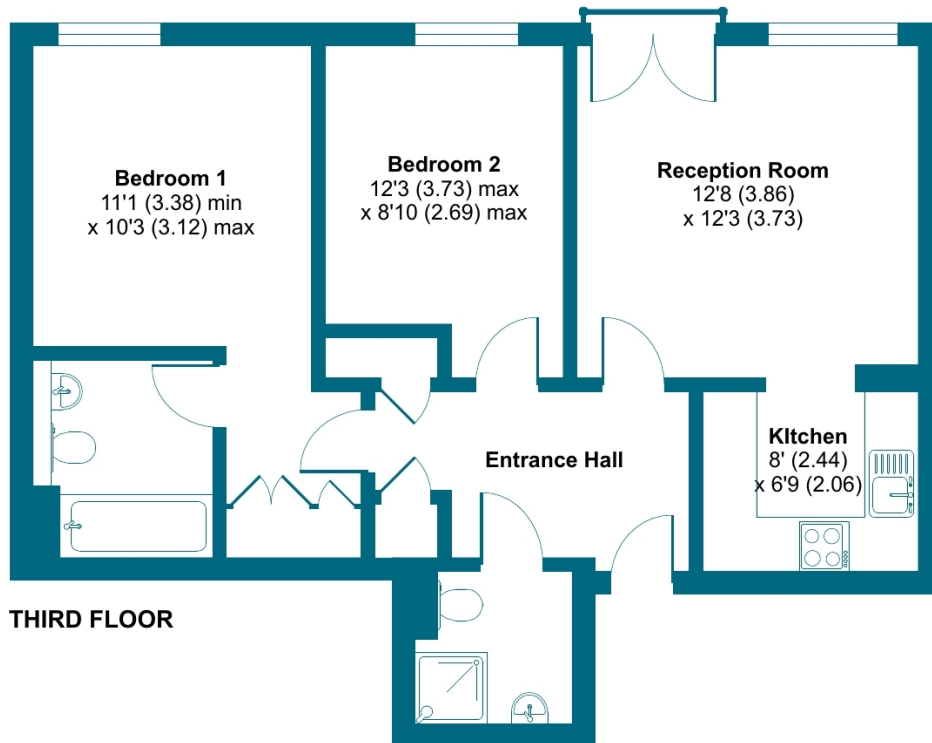 Bedroom 1
11'1 (3.38) min
x 10'3 (3.12) max
Bedroom 2
12'3 (3.73) max
x 8'10 (2.69) max
Reception Room
12'8 (3.86)
x 12'3 (3.73)
KItchen
8' (2.44)
x 6'9 (2.06)
Entrance Hall
THIRD FLOOR